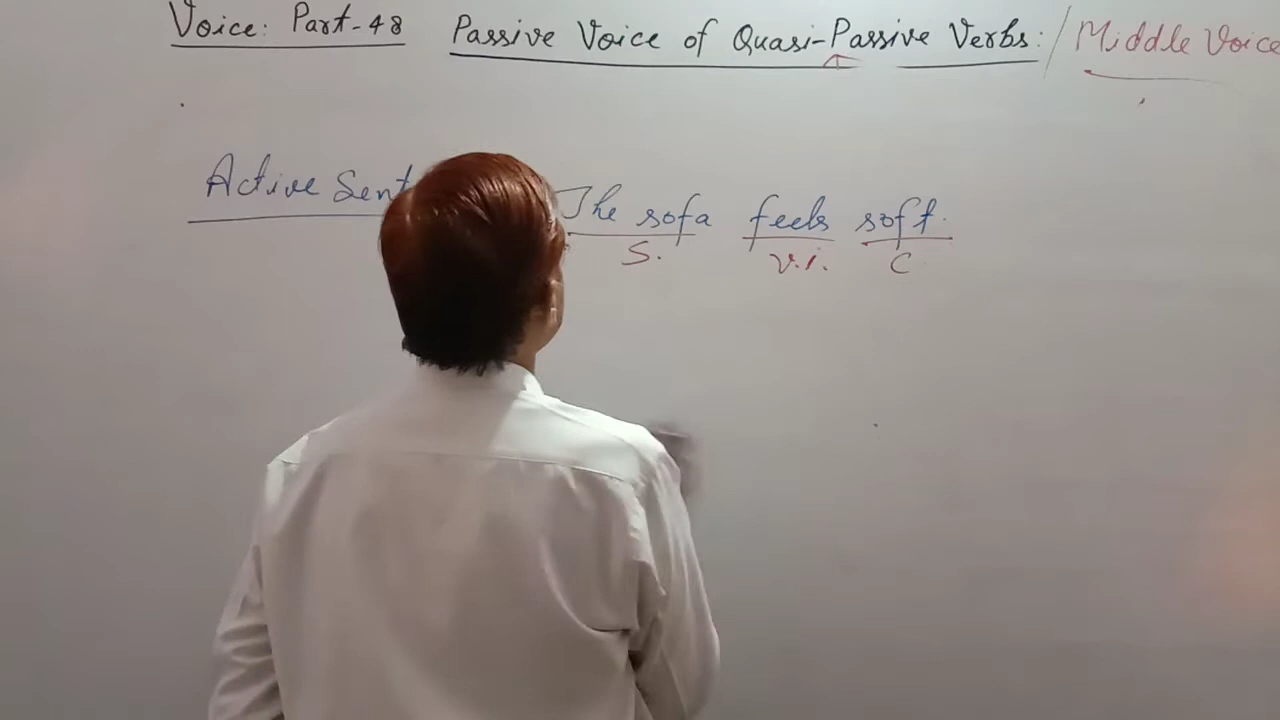 Voice: Part-48 Passive Voice of Quasi-Passive Verbs: / Middle Voice
Active Sent The sofa feels soft.
S. V.i. C